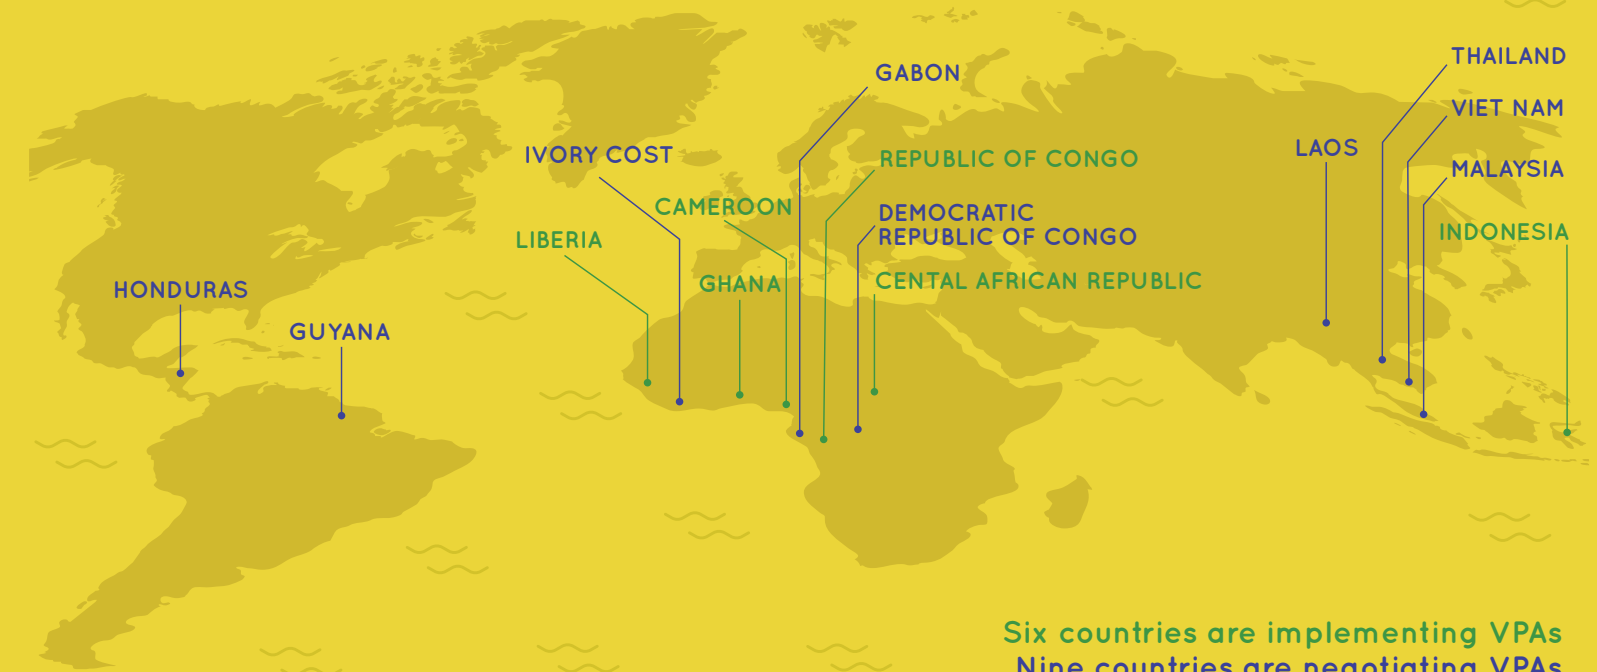 THAILAND
GABON
VIET NAM
LAOS
IVORY COST
REPUBLIC OF CONGO
MALAYSIA
CAMEROON
DEMOCRATIC
REPUBLIC OF CONGO
LIBERIA
INDONESIA
GHANA
CENTAL AFRICAN REPUBLIC
HONDURAS
GUYANA
Six countries are implementing VPAs
Nine countries are negotiating VPAs